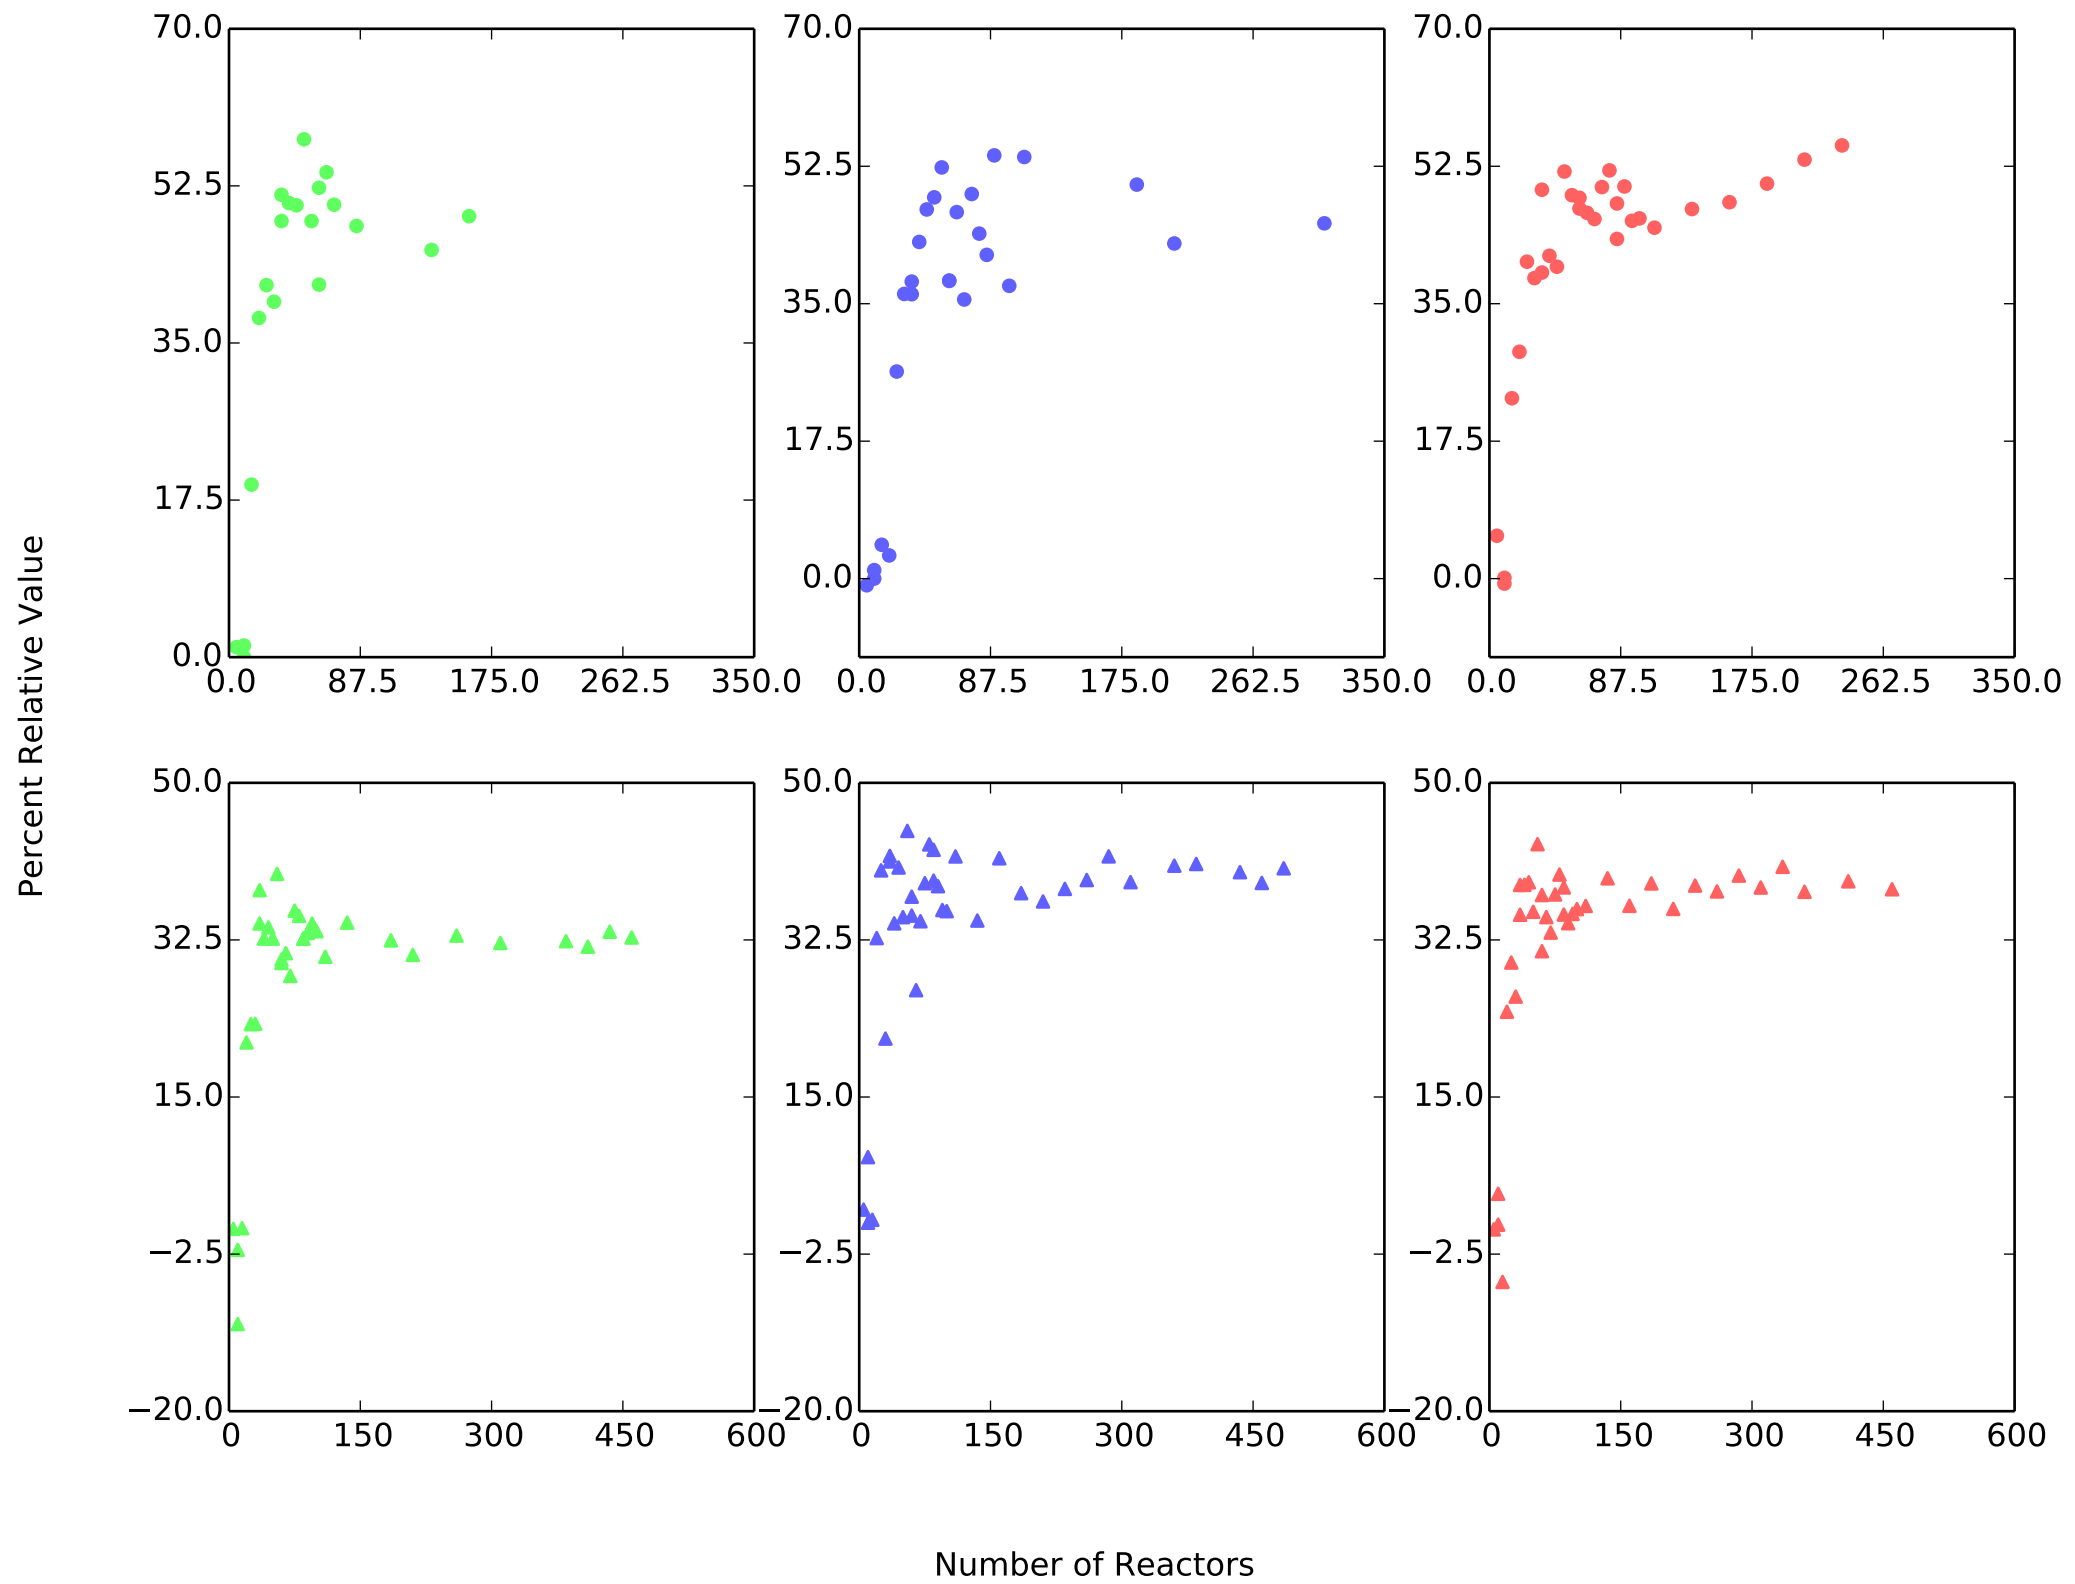 70.0 70.0 70.0
52.5 52.5 52.5
35.0 35.0 35.0
17.5 17.5 17.5
0.0 0.0
0.0
0.0 87.5 175.0 262.5 350.0 0.0 87.5 175.0 262.5 350.0 0.0 87.5 175.0 262.5 350.0
Percent Relative Value
50.0 50.0 50.0
32.5 32.5 32.5
15.0 15.0 15.0
−2.5 −2.5 −2.5
−20.0 −20.0 −20.0
0 150 300 450 600 0 150 300 450 600 0 150 300 450 600
Number of Reactors